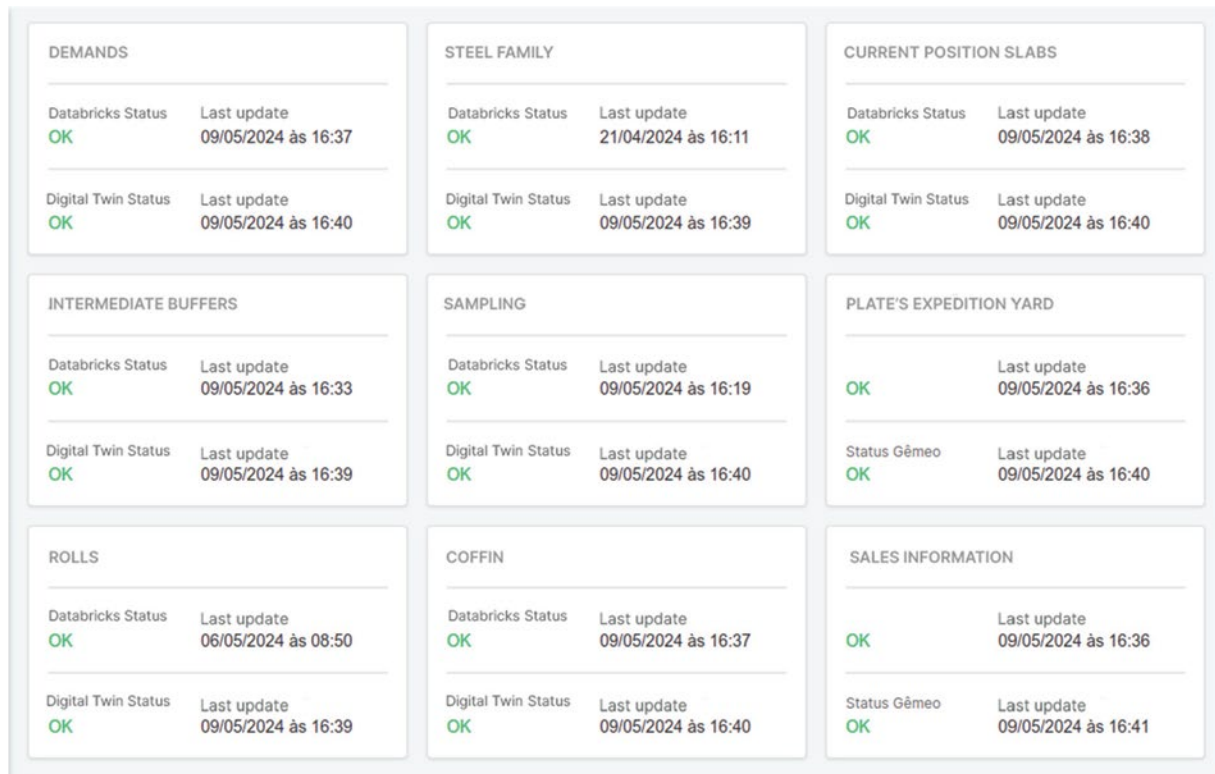 DEMANDS
Databricks Status Last update
OK 09/05/2024 às 16:37
Digital Twin Status Last update
OK 09/05/2024 às 16:40
STEEL FAMILY
Databricks Status Last update
OK 21/04/2024 às 16:11
Digital Twin Status Last update
OK 09/05/2024 às 16:39
CURRENT POSITION SLABS
Databricks Status Last update
OK 09/05/2024 às 16:38
Digital Twin Status Last update
OK 09/05/2024 às 16:40
INTERMEDIATE BUFFERS
Databricks Status Last update
OK 09/05/2024 às 16:33
Digital Twin Status Last update
OK 09/05/2024 às 16:39
SAMPLING
Databricks Status Last update
OK 09/05/2024 às 16:19
Digital Twin Status Last update
OK 09/05/2024 às 16:40
PLATE'S EXPEDITION YARD
Last update
OK 09/05/2024 às 16:36
Status Gêmeo Last update
OK 09/05/2024 às 16:40
ROLLS
Databricks Status Last update
OK 06/05/2024 às 08:50
Digital Twin Status Last update
OK 09/05/2024 às 16:39
COFFIN
Databricks Status Last update
OK 09/05/2024 às 16:37
Digital Twin Status Last update
OK 09/05/2024 às 16:40
SALES INFORMATION
Last update
OK 09/05/2024 às 16:36
Status Gêmeo Last update
OK 09/05/2024 às 16:41